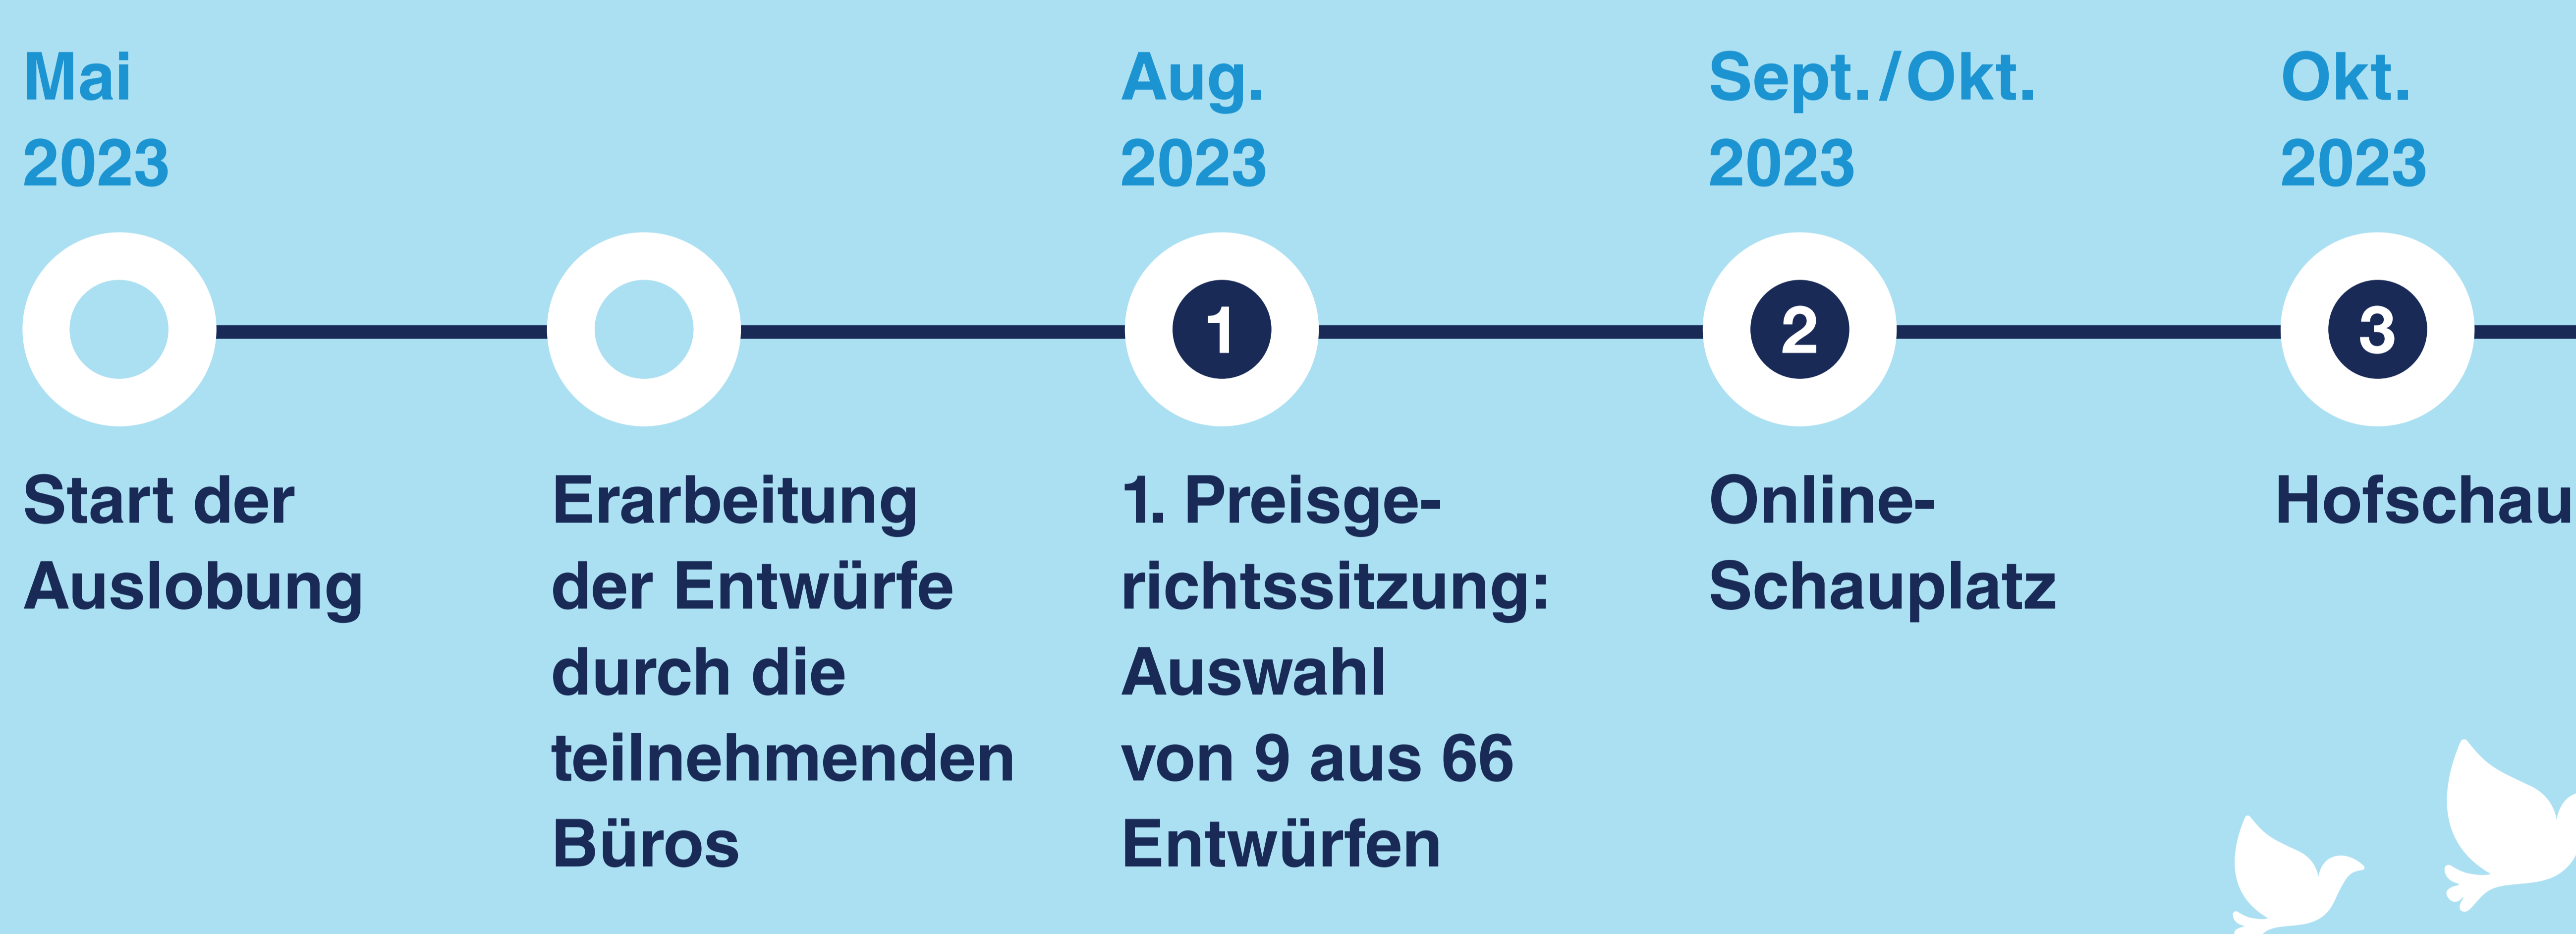 Mai
2023
Aug.
2023
Sept./Okt.
2023
Okt.
2023
1
2
3
Start der
Auslobung
Erarbeitung
der Entwürfe
durch die
teilnehmenden
Büros
1. Preisge-
richtssitzung:
Auswahl
von 9 aus 66
Entwürfen
Online-
Schauplatz
Hofschau